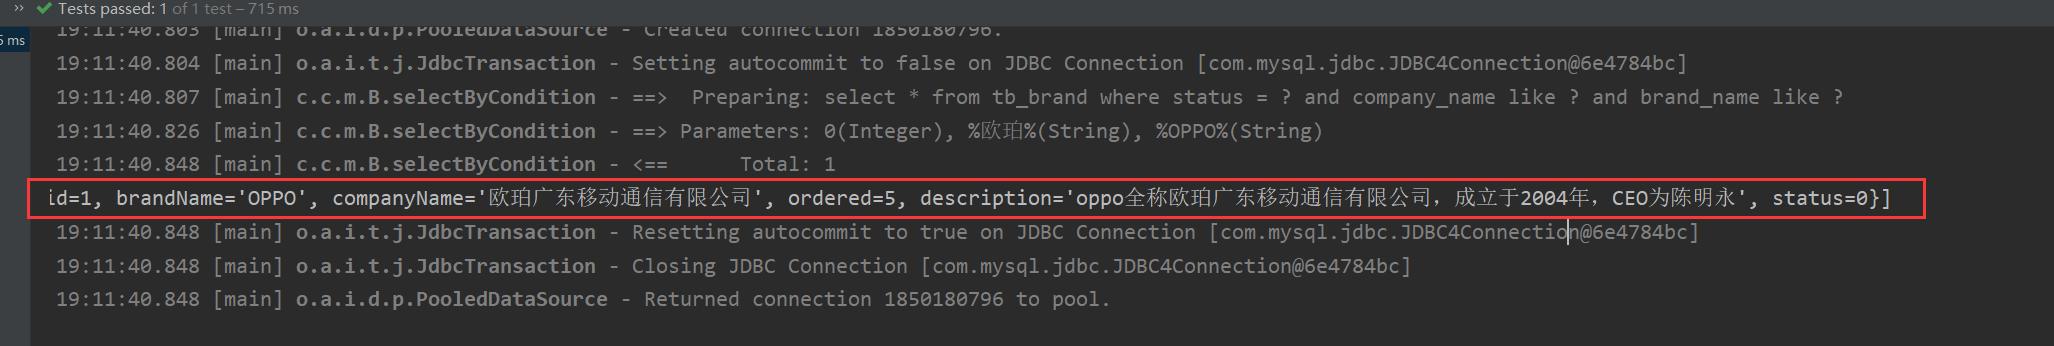 Tests passed: 1 of 1 test – 715 ms
5 ms
19:11:40.803 [main] o.a.i.d.p.PooledDataSource - Created connection 1850180796.
19:11:40.804 [main] o.a.i.t.j.JdbcTransaction - Setting autocommit to false on JDBC Connection [com.mysql.jdbc.JDBC4Connection@6e4784bc]
19:11:40.807 [main] c.c.m.B.selectByCondition - ==>  Preparing: select * from tb_brand where status = ? and company_name like ? and brand_name like ?
19:11:40.826 [main] c.c.m.B.selectByCondition - ==> Parameters: 0(Integer), %欧珀%(String), %OPPO%(String)
19:11:40.848 [main] c.c.m.B.selectByCondition - <==      Total: 1
id=1, brandName='OPPO', companyName='欧珀广东移动通信有限公司', ordered=5, description='oppo全称欧珀广东移动通信有限公司，成立于2004年，CEO为陈明永', status=0}]
19:11:40.848 [main] o.a.i.t.j.JdbcTransaction - Resetting autocommit to true on JDBC Connection [com.mysql.jdbc.JDBC4Connection@6e4784bc]
19:11:40.848 [main] o.a.i.t.j.JdbcTransaction - Closing JDBC Connection [com.mysql.jdbc.JDBC4Connection@6e4784bc]
19:11:40.848 [main] o.a.i.d.p.PooledDataSource - Returned connection 1850180796 to pool.